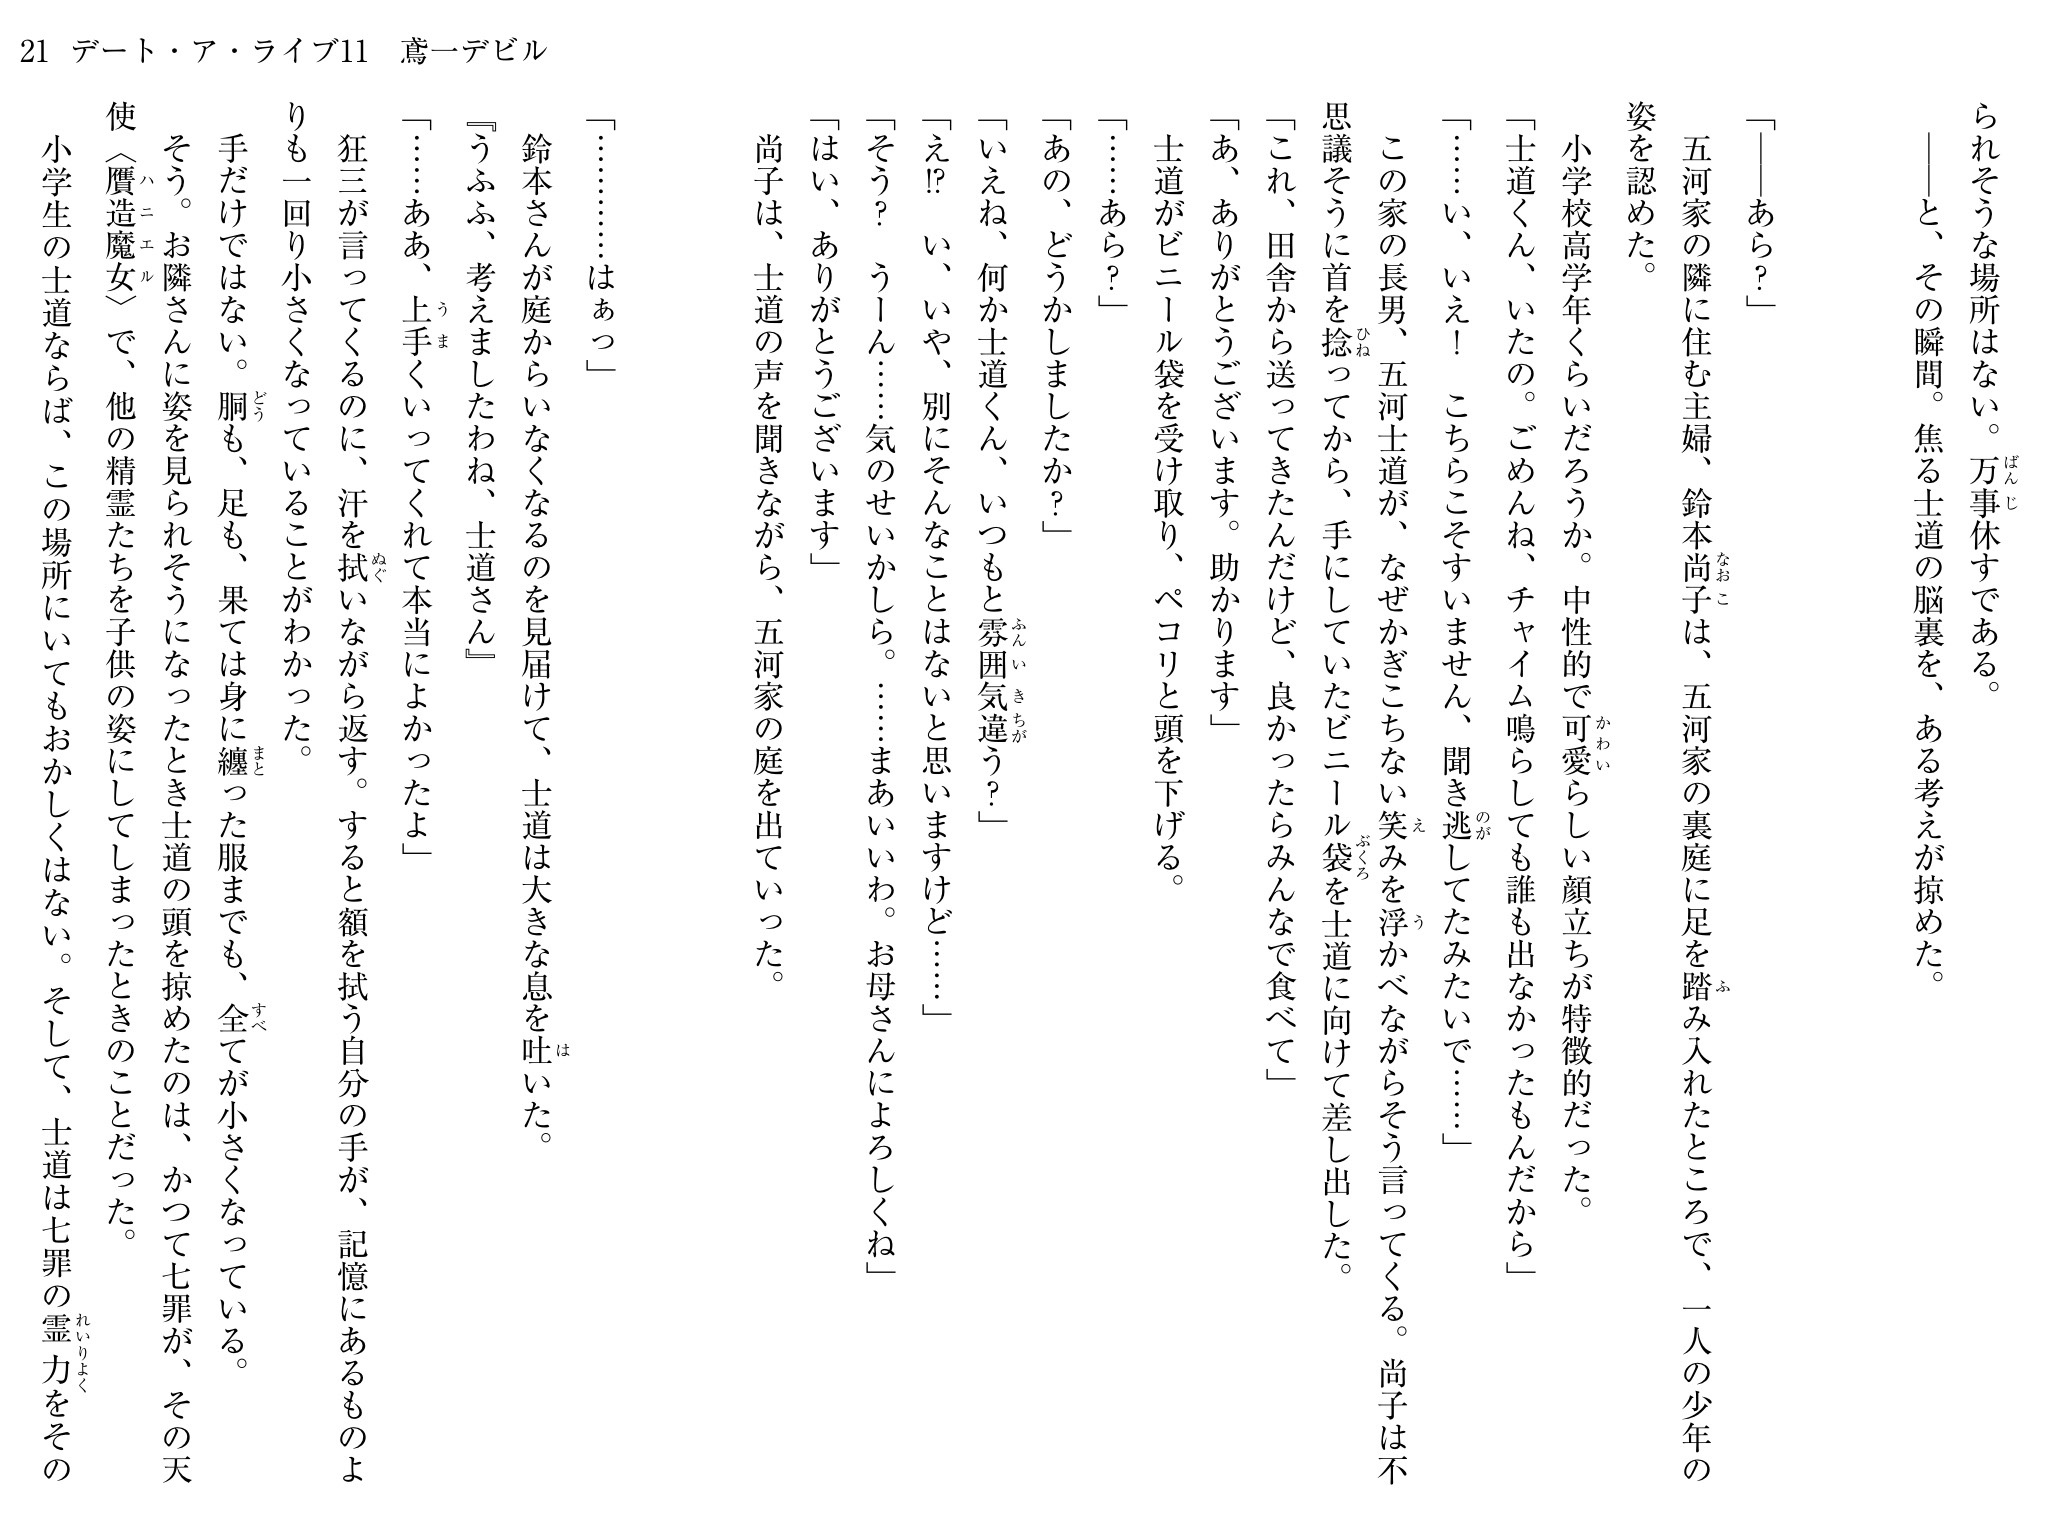 21 デート・ア・ライブ11　鳶一デビル
られそうな場所はない。万事休すである。
　――と、その瞬間。焦る士道の脳裏を、ある考えが掠めた。
「――あら？」
　五河家の隣に住む主婦、鈴本尚子は、五河家の裏庭に足を踏み入れたところで、一人の少年の
姿を認めた。
　小学校高学年くらいだろうか。中性的で可愛らしい顔立ちが特徴的だった。
「士道くん、いたの。ごめんね、チャイム鳴らしても誰も出なかったもんだから」
「……い、いえ！　こちらこそすいません、聞き逃してたみたいで……」
　この家の長男、五河士道が、なぜかぎこちない笑みを浮かべながらそう言ってくる。尚子は不
思議そうに首を捻ってから、手にしていたビニール袋を士道に向けて差し出した。
「これ、田舎から送ってきたんだけど、良かったらみんなで食べて」
「あ、ありがとうございます。助かります」
　士道がビニール袋を受け取り、ペコリと頭を下げる。
「……あら？」
「あの、どうかしましたか？」
「いえね、何か士道くん、いつもと雰囲気違う？」
「え!?　い、いや、別にそんなことはないと思いますけど……」
「そう？　うーん……気のせいかしら。……まあいいわ。お母さんによろしくね」
「はい、ありがとうございます」
　尚子は、士道の声を聞きながら、五河家の庭を出ていった。
「…………はぁっ」
　鈴本さんが庭からいなくなるのを見届けて、士道は大きな息を吐いた。
『うふふ、考えましたわね、士道さん』
「……ああ、上手くいってくれて本当によかったよ」
　狂三が言ってくるのに、汗を拭いながら返す。すると額を拭う自分の手が、記憶にあるものよ
りも一回り小さくなっていることがわかった。
　手だけではない。胴も、足も、果ては身に纏った服までも、全てが小さくなっている。
　そう。お隣さんに姿を見られそうになったとき士道の頭を掠めたのは、かつて七罪が、その天
使〈贋造魔女〉で、他の精霊たちを子供の姿にしてしまったときのことだった。
　小学生の士道ならば、この場所にいてもおかしくはない。そして、士道は七罪の霊力をその